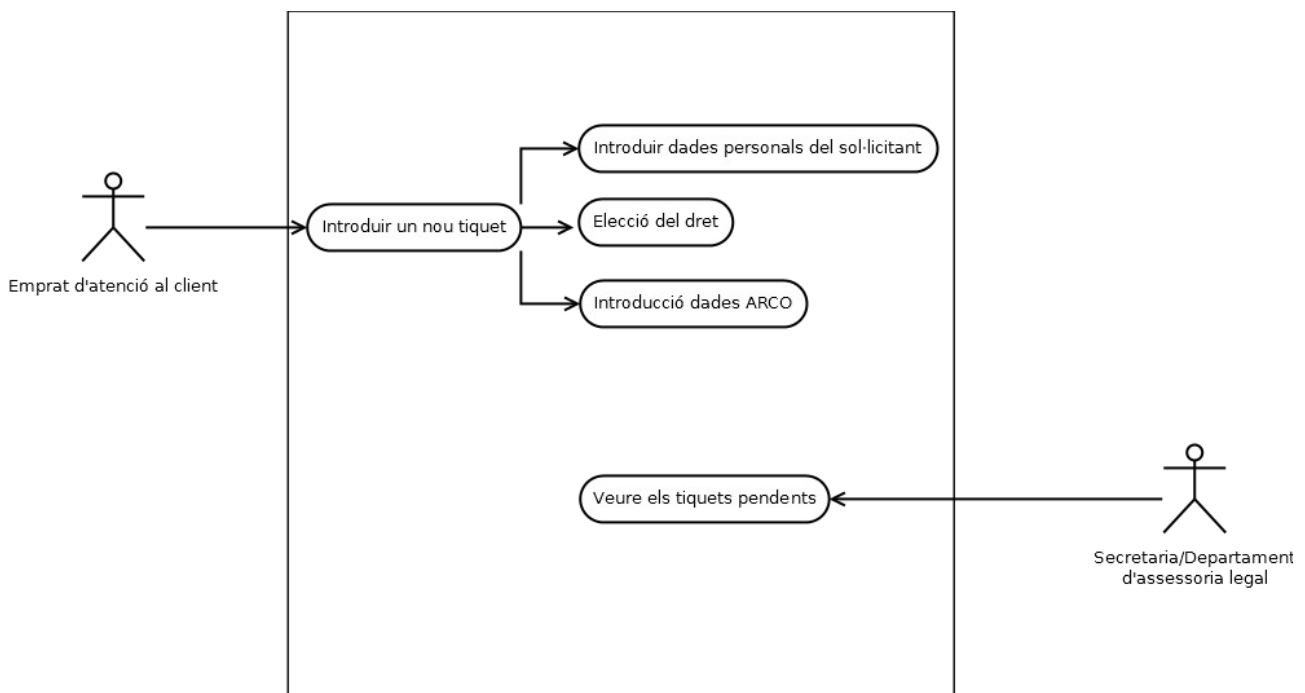 Introduir dades personals del sol·licitant
Introduir un nou tiquet
Elecció del dret
Emprat d'atenció al client
Introducció dades ARCO
Veure els tiquets pendents
Secretaria/Departament
d'assessoria legal